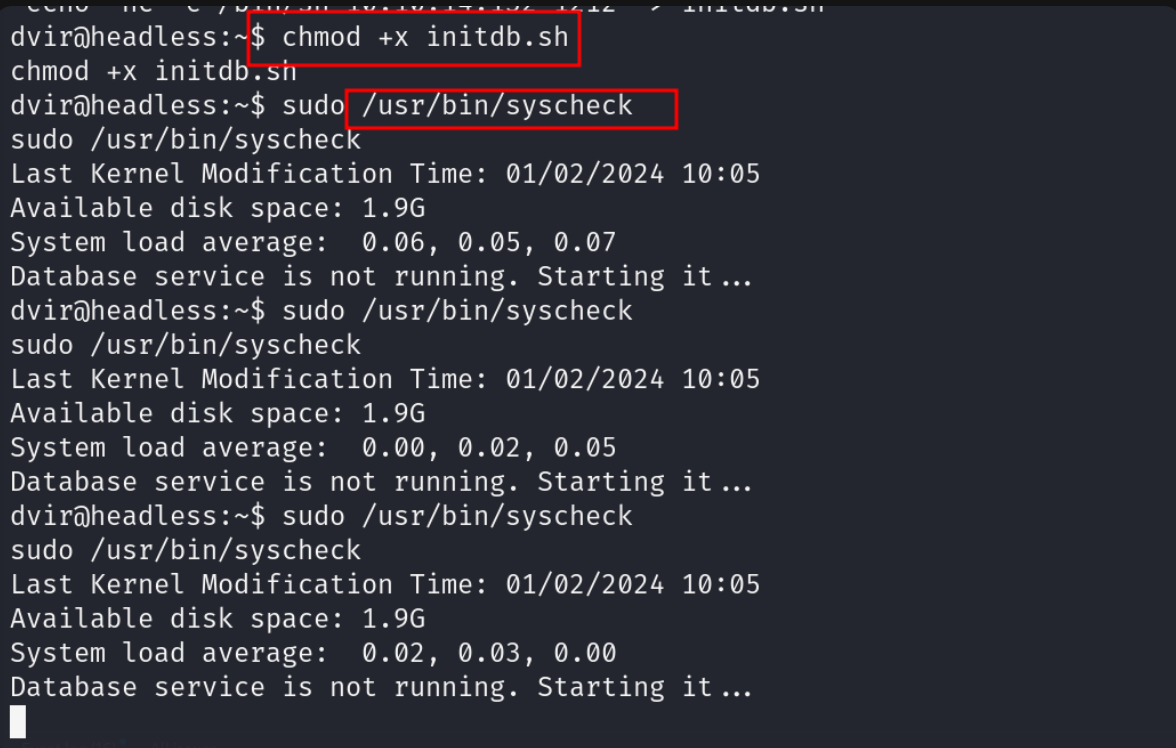 dvir@headless:~$ chmod +x initdb.sh
chmod +x initdb.sh
dvir@headless:~$ sudo /usr/bin/syscheck
sudo /usr/bin/syscheck
Last Kernel Modification Time: 01/02/2024 10:05
Available disk space: 1.9G
System load average:  0.06, 0.05, 0.07
Database service is not running. Starting it...
dvir@headless:~$ sudo /usr/bin/syscheck
sudo /usr/bin/syscheck
Last Kernel Modification Time: 01/02/2024 10:05
Available disk space: 1.9G
System load average:  0.00, 0.02, 0.05
Database service is not running. Starting it...
dvir@headless:~$ sudo /usr/bin/syscheck
sudo /usr/bin/syscheck
Last Kernel Modification Time: 01/02/2024 10:05
Available disk space: 1.9G
System load average:  0.02, 0.03, 0.00
Database service is not running. Starting it...